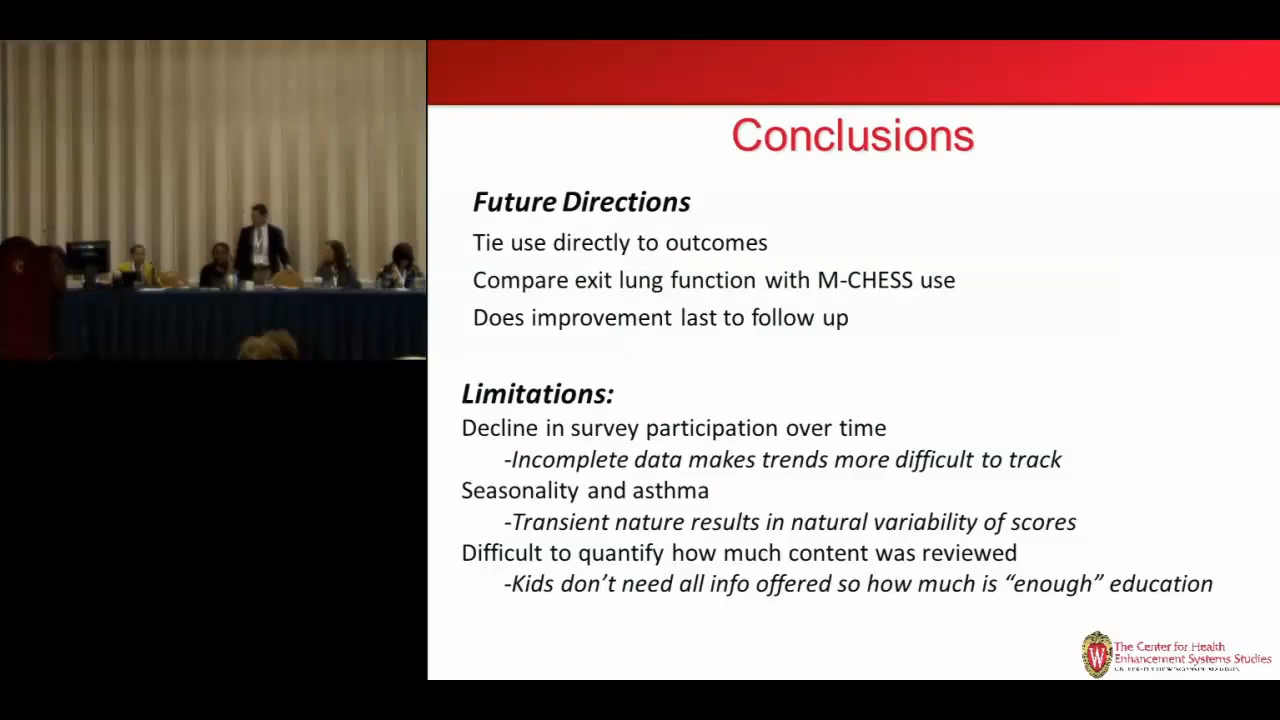 Conclusions
Future Directions
Tie use directly to outcomes
Compare exit lung function with M-CHESS use
Does improvement last to follow up
Limitations:
Decline in survey participation over time
-Incomplete data makes trends more difficult to track
Seasonality and asthma
-Transient nature results in natural variability of scores
Difficult to quantify how much content was reviewed
-Kids don’t need all info offered so how much is “enough” education
W
The Center for Health
Enhancement Systems Studies